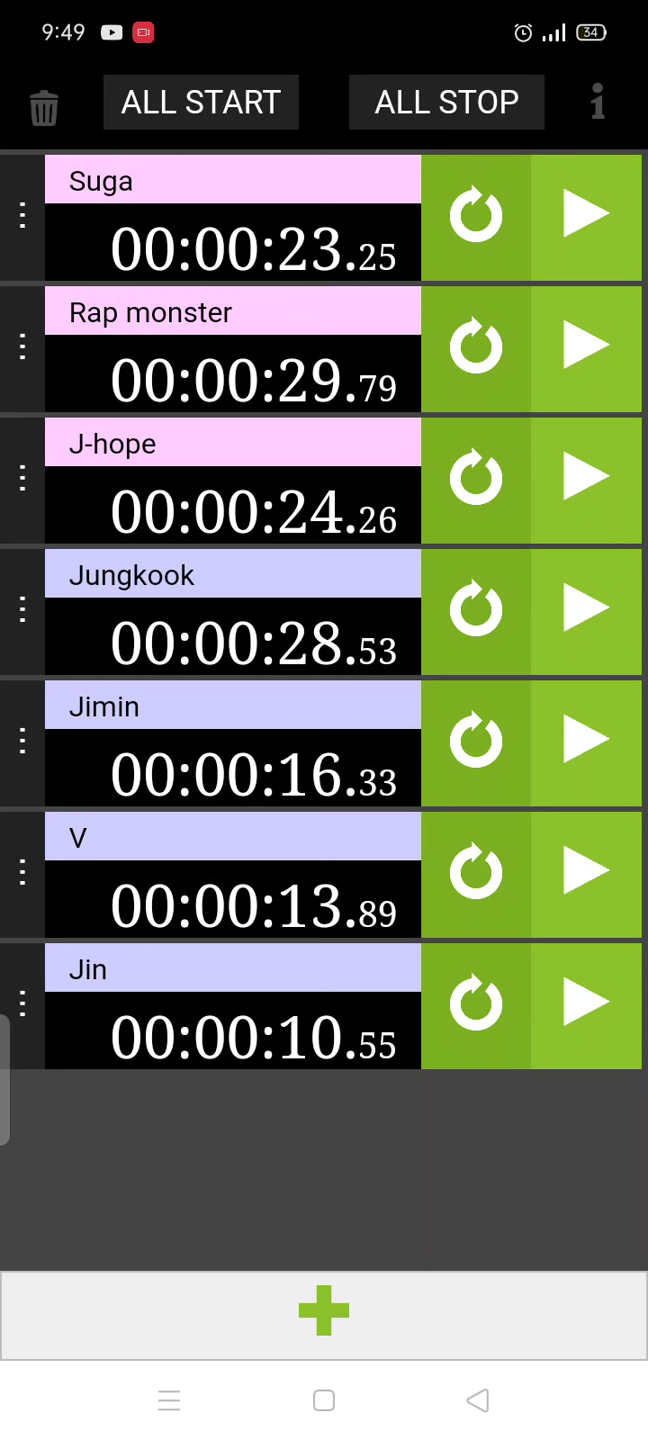 9:49
34
ALL START ALL STOP
Suga
00:00:23.25
Rap monster
00:00:29.79
J-hope
00:00:24.26
Jungkook
00:00:28.53
Jimin
00:00:16.33
V
00:00:13.89
Jin
00:00:10.55